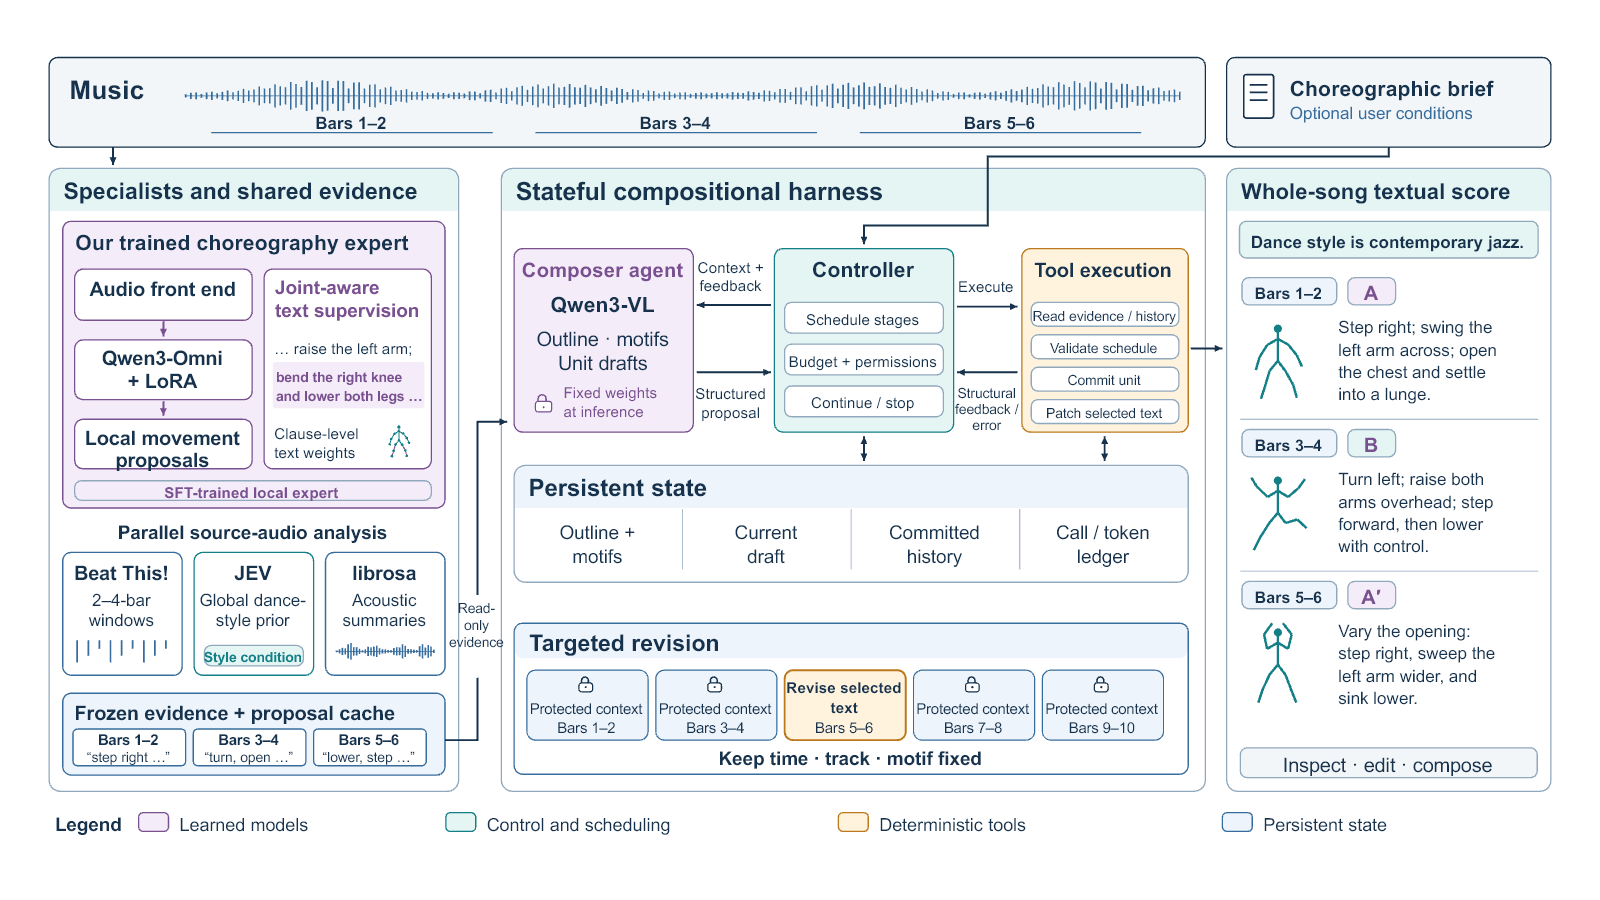 Music
Bars 1–2
Bars 3–4
Bars 5–6
Choreographic brief
Optional user conditions
Specialists and shared evidence
Our trained choreography expert
Audio front end
Qwen3-Omni
+ LoRA
Local movement
proposals
Joint-aware
text supervision
… raise the left arm;
bend the right knee
and lower both legs …
Clause-level
text weights
SFT-trained local expert
Parallel source-audio analysis
Beat This!
2–4-bar
windows
JEV
Global dance-
style prior
Style condition
librosa
Acoustic
summaries
Frozen evidence + proposal cache
Bars 1–2
“step right …”
Bars 3–4
“turn, open …”
Bars 5–6
“lower, step …”
Read-
only
evidence
Stateful compositional harness
Composer agent
Qwen3-VL
Outline · motifs
Unit drafts
Fixed weights
at inference
Context +
feedback
Structured
proposal
Controller
Schedule stages
Budget + permissions
Continue / stop
Execute
Structural
feedback /
error
Tool execution
Read evidence / history
Validate schedule
Commit unit
Patch selected text
Persistent state
Outline +
motifs
Current
draft
Committed
history
Call / token
ledger
Targeted revision
Protected context
Bars 1–2
Protected context
Bars 3–4
Revise selected
text
Bars 5–6
Protected context
Bars 7–8
Protected context
Bars 9–10
Keep time · track · motif fixed
Whole-song textual score
Dance style is contemporary jazz.
Bars 1–2
A
Step right; swing the
left arm across; open
the chest and settle
into a lunge.
Bars 3–4
B
Turn left; raise both
arms overhead; step
forward, then lower
with control.
Bars 5–6
A′
Vary the opening:
step right, sweep the
left arm wider, and
sink lower.
Inspect · edit · compose
Legend
Learned models
Control and scheduling
Deterministic tools
Persistent state